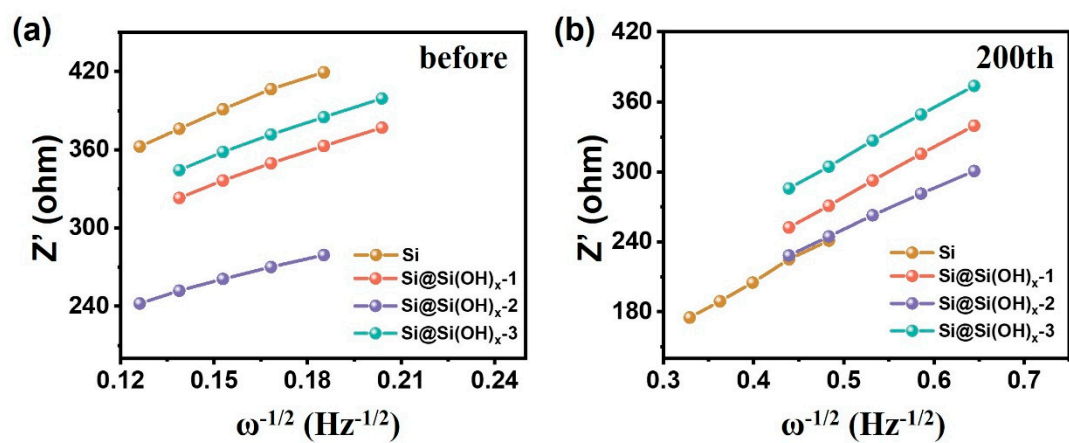 (a)
before
420
360
300
240
Z' (ohm)
Si
Si@Si(OH)ₓ-1
Si@Si(OH)ₓ-2
Si@Si(OH)ₓ-3
0.12 0.15 0.18 0.21 0.24
ω⁻¹/² (Hz⁻¹/²)
(b)
200th
420
360
300
240
180
Z' (ohm)
Si
Si@Si(OH)ₓ-1
Si@Si(OH)ₓ-2
Si@Si(OH)ₓ-3
0.3 0.4 0.5 0.6 0.7
ω⁻¹/² (Hz⁻¹/²)